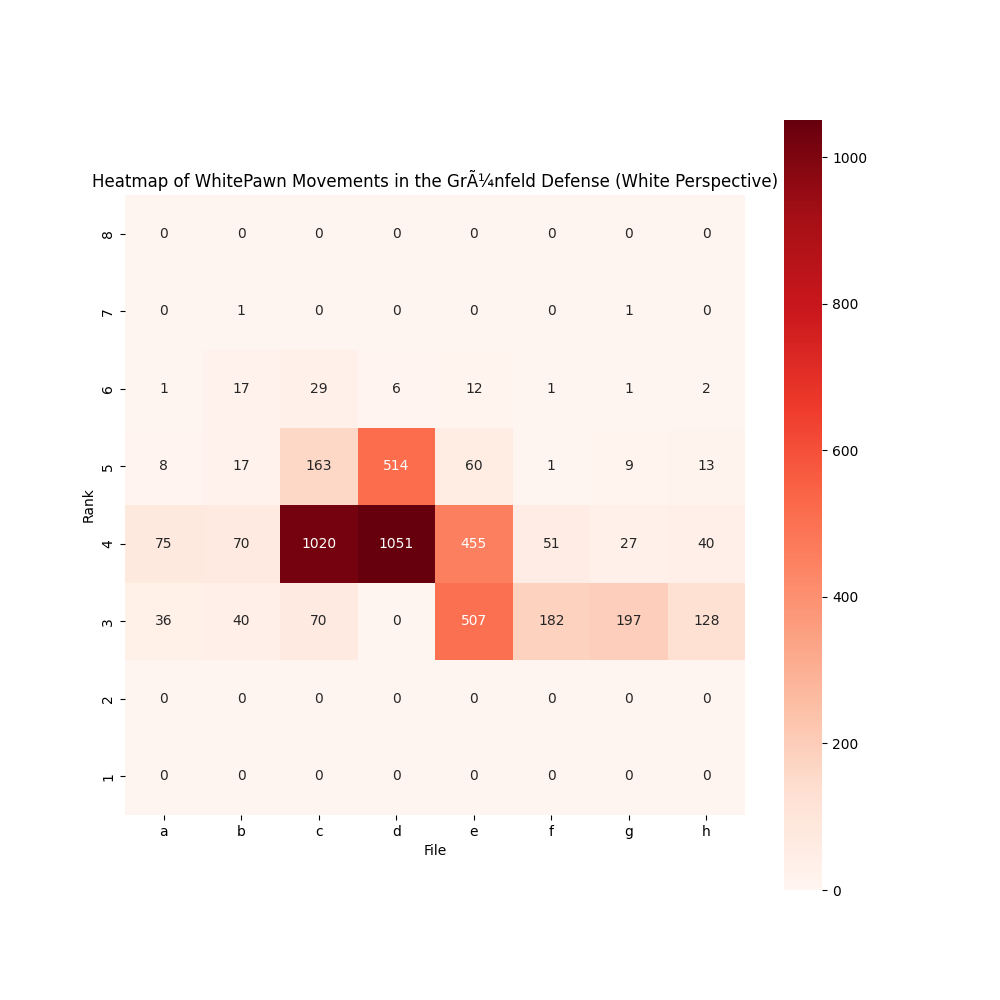 Heatmap of WhitePawn Movements in the GrÃ¼nfeld Defense (White Perspective)
8 0 0 0 0 0 0 0 0
7 0 1 0 0 0 0 1 0
6 1 17 29 6 12 1 1 2
5 8 17 163 514 60 1 9 13
4 75 70 1020 1051 455 51 27 40
3 36 40 70 0 507 182 197 128
2 0 0 0 0 0 0 0 0
1 0 0 0 0 0 0 0 0
a b c d e f g h
File
Rank
1000
800
600
400
200
0